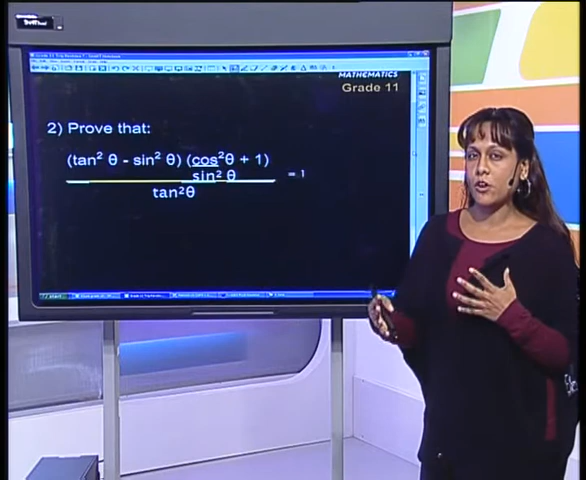 MATHEMATICS
Grade 11
2) Prove that:
(tan² θ - sin² θ) (cos²θ + 1)
sin² θ
= 1
tan²θ